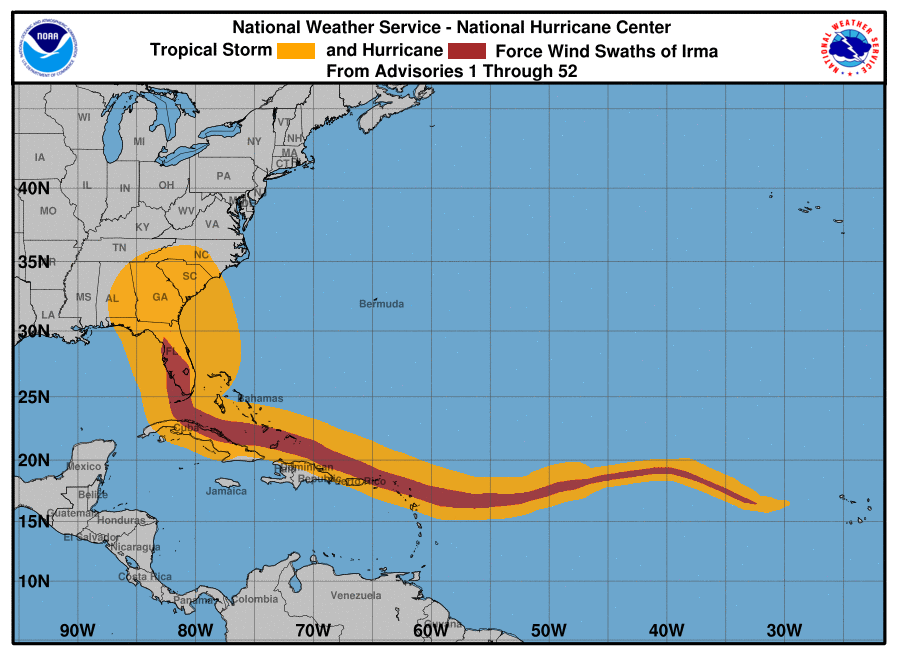 National Weather Service - National Hurricane Center
Tropical Storm and Hurricane Force Wind Swaths of Irma
From Advisories 1 Through 52
NOAA
NATIONAL WEATHER SERVICE
WI
MI
VT
NH
NY
MA
CT
IA
PA
IL
IN
OH
40N
MO
WV
VA
KY
TN
NC
35N
SC
MS
AL
GA
LA
Bermuda
30N
FL
25N
Bahamas
Cuba
20N
Mexico
Haiti
Dominican
Republic
Puerto Rico
Jamaica
Belize
Guatemala
15N
Honduras
El Salvador
Nicaragua
10N
Costa Rica
Panama
Colombia
Venezuela
Guyana
90W
80W
70W
60W
50W
40W
30W